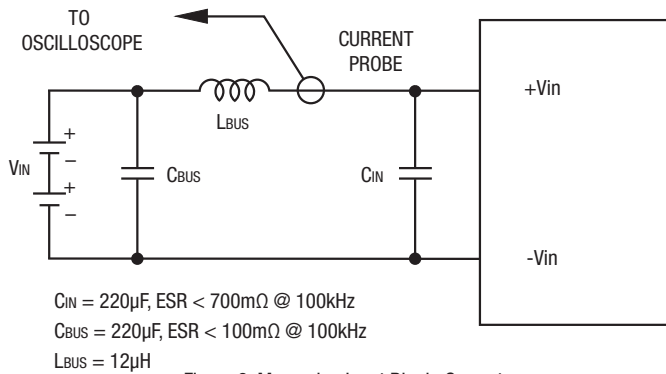 TO
OSCILLOSCOPE
CURRENT
PROBE
+Vin
LBUS
VIN
+
−
+
−
CBUS
CIN
-Vin
CIN = 220µF, ESR < 700mΩ @ 100kHz
CBUS = 220µF, ESR < 100mΩ @ 100kHz
LBUS = 12µH